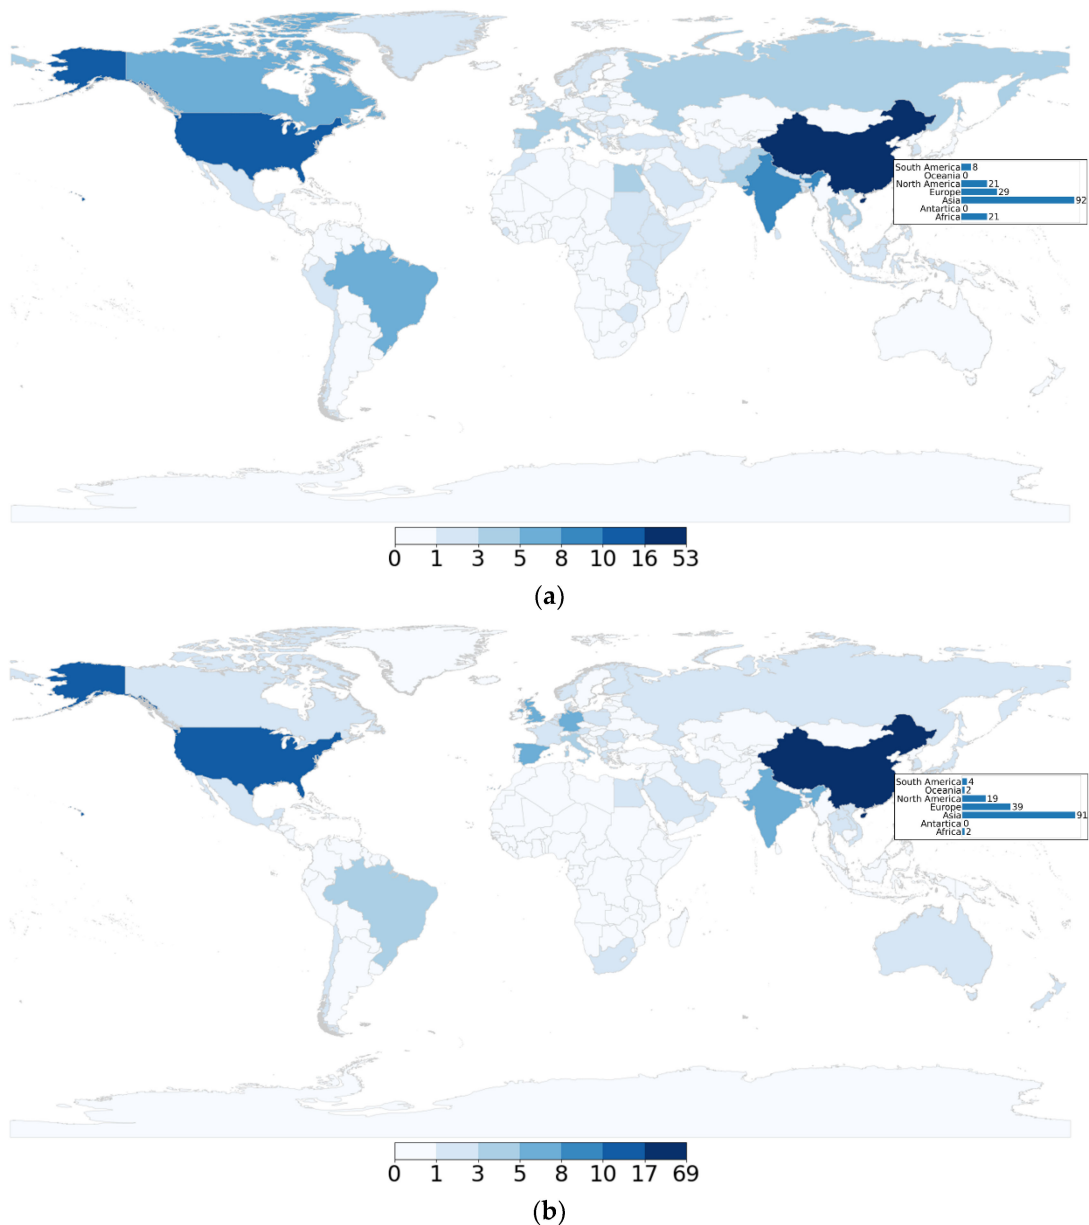 South America 8
Oceania 0
North America 21
Europe 29
Asia 92
Antartica 0
Africa 21
0 1 3 5 8 10 16 53
(a)
South America 4
Oceania 2
North America 19
Europe 39
Asia 91
Antartica 0
Africa 2
0 1 3 5 8 10 17 69
(b)